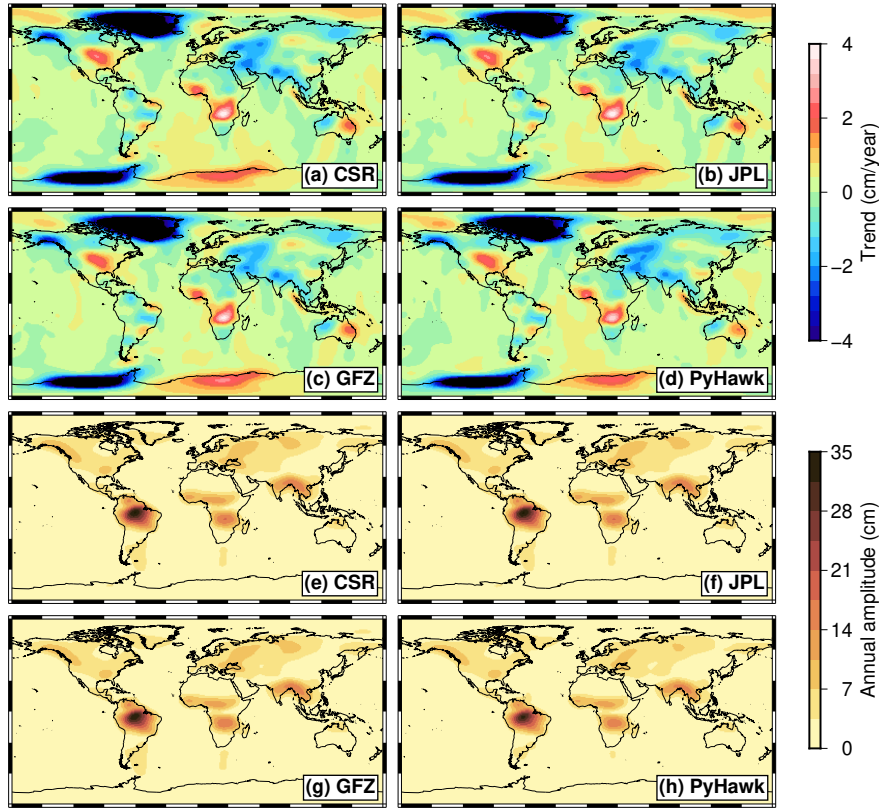 (a) CSR
(b) JPL
(c) GFZ
(d) PyHawk
4
2
0
−2
−4
Trend (cm/year)
(e) CSR
(f) JPL
(g) GFZ
(h) PyHawk
35
28
21
14
7
0
Annual amplitude (cm)